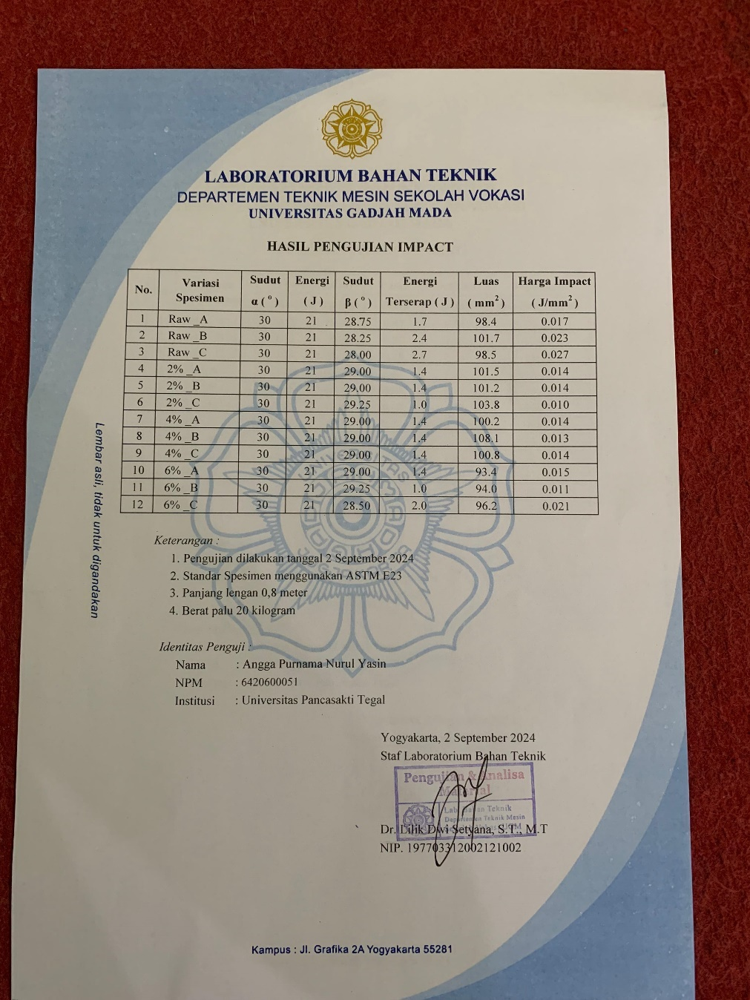 LABORATORIUM BAHAN TEKNIK
DEPARTEMEN TEKNIK MESIN SEKOLAH VOKASI
UNIVERSITAS GADJAH MADA
HASIL PENGUJIAN IMPACT
No. Variasi Spesimen Sudut α ( ° ) Energi ( J ) Sudut β ( ° ) Energi Terserap ( J ) Luas ( mm² ) Harga Impact ( J/mm² )
1 Raw _A 30 21 28.75 1.7 98.4 0.017
2 Raw _B 30 21 28.25 2.4 101.7 0.023
3 Raw _C 30 21 28.00 2.7 98.5 0.027
4 2% _A 30 21 29.00 1.4 101.5 0.014
5 2% _B 30 21 29.00 1.4 101.2 0.014
6 2% _C 30 21 29.25 1.0 103.8 0.010
7 4% _A 30 21 29.00 1.4 100.2 0.014
8 4% _B 30 21 29.00 1.4 108.1 0.013
9 4% _C 30 21 29.00 1.4 100.8 0.014
10 6% _A 30 21 29.00 1.4 93.4 0.015
11 6% _B 30 21 29.25 1.0 94.0 0.011
12 6% _C 30 21 28.50 2.0 96.2 0.021
Lembar asli, tidak untuk digandakan
Keterangan :
1. Pengujian dilakukan tanggal 2 September 2024
2. Standar Spesimen menggunakan ASTM E23
3. Panjang lengan 0,8 meter
4. Berat palu 20 kilogram
Identitas Penguji :
Nama : Angga Purnama Nurul Yasin
NPM : 6420600051
Institusi : Universitas Pancasakti Tegal
Yogyakarta, 2 September 2024
Staf Laboratorium Bahan Teknik
Pengujian & Analisa
Material
Lab. Bahan Teknik
Departemen Teknik Mesin
UGM
Dr. Lilik Dwi Setyana, S.T., M.T
NIP. 197703312002121002
Kampus : Jl. Grafika 2A Yogyakarta 55281